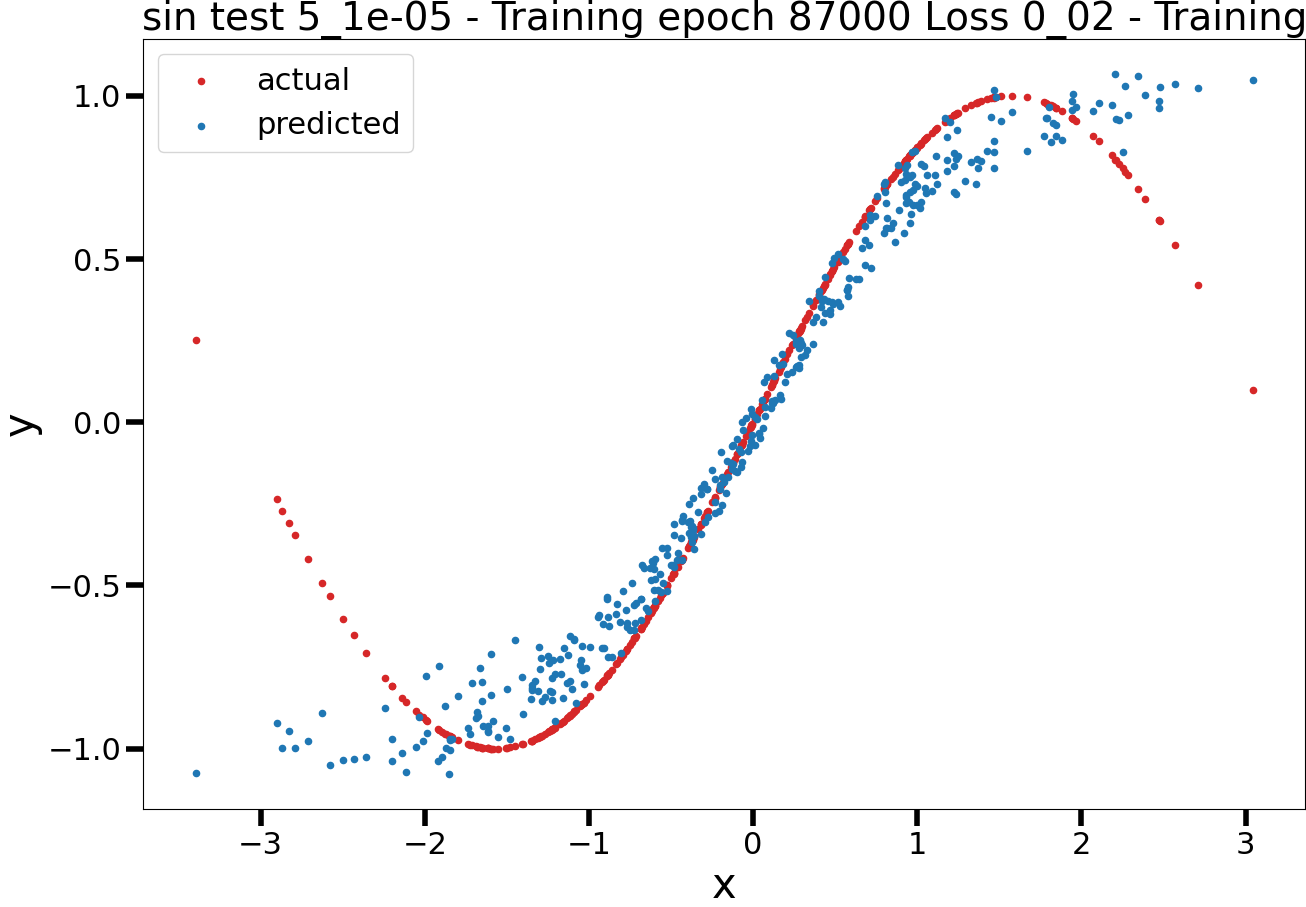 sin test 5_1e-05 - Training epoch 87000 Loss 0_02 - Training
actual
predicted
1.0
0.5
0.0
−0.5
−1.0
y
−3
−2
−1
0
1
2
3
x